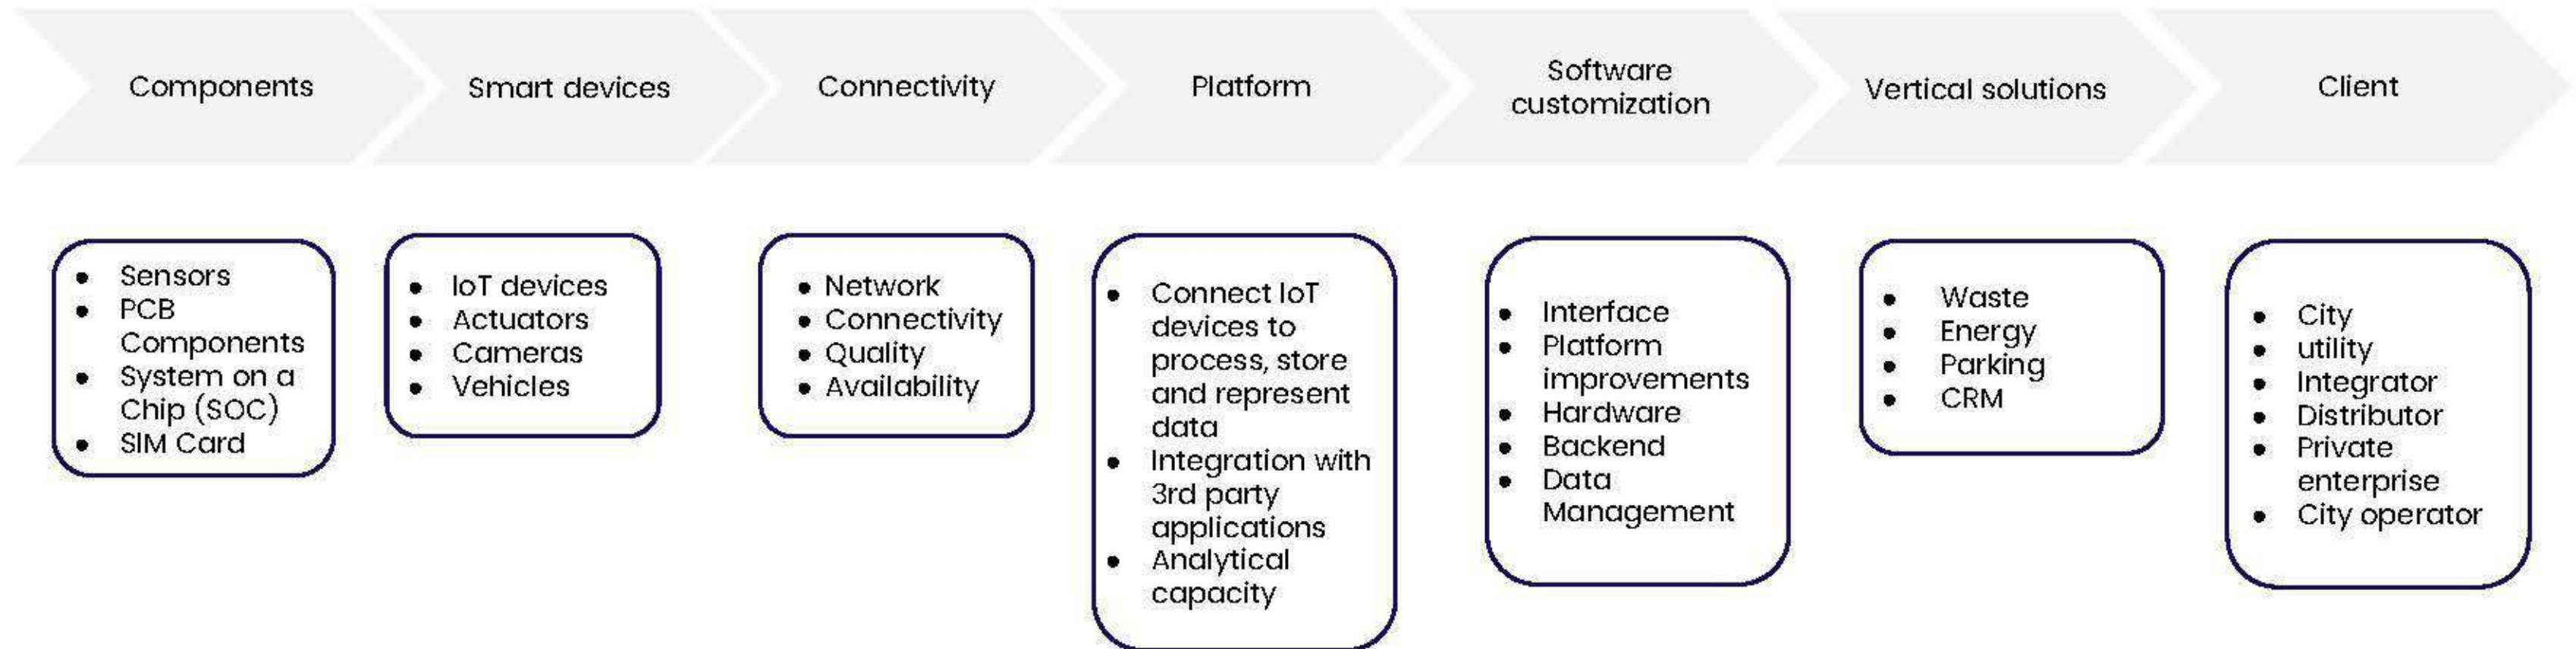 Components
Smart devices
Connectivity
Platform
Software
customization
Vertical solutions
Client
• Sensors
• PCB
Components
• System on a
Chip (SOC)
• SIM Card
• IoT devices
• Actuators
• Cameras
• Vehicles
• Network
• Connectivity
• Quality
• Availability
• Connect IoT
devices to
process, store
and represent
data
• Integration with
3rd party
applications
• Analytical
capacity
• Interface
• Platform
improvements
• Hardware
• Backend
• Data
Management
• Waste
• Energy
• Parking
• CRM
• City
• utility
• Integrator
• Distributor
• Private
enterprise
• City operator